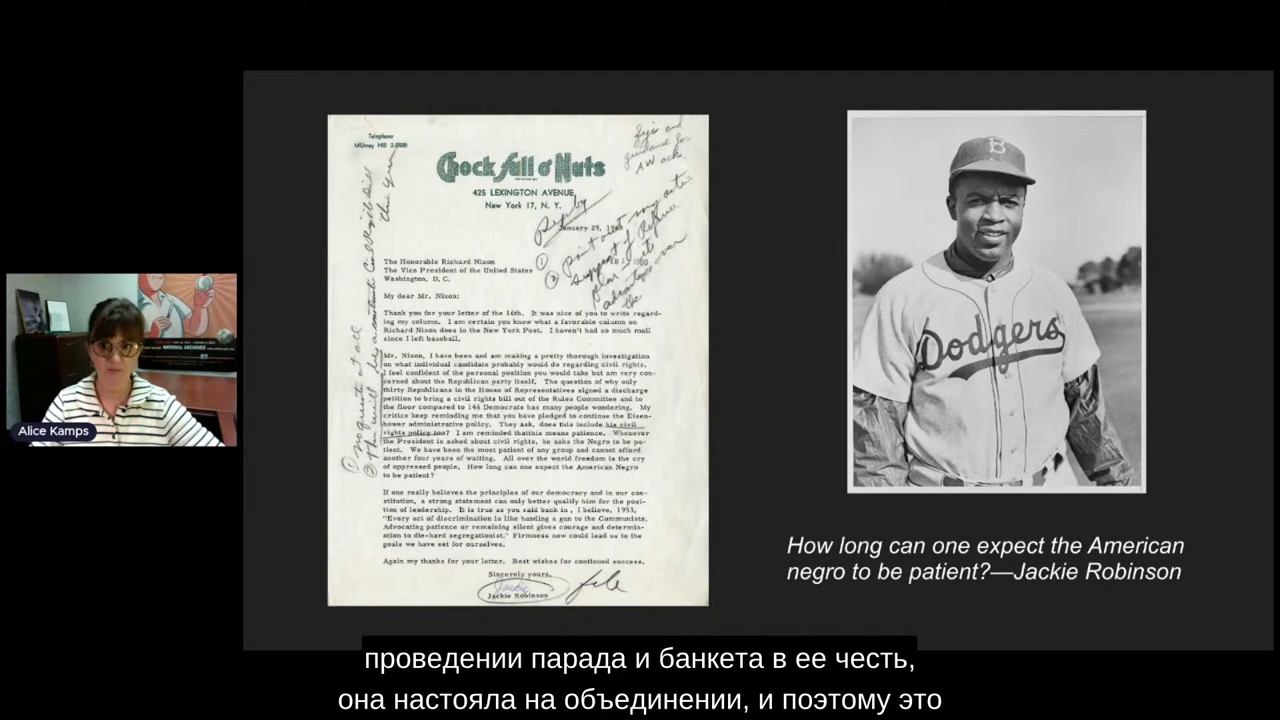 Telephone
MUrray Hill 2-0500
Chock full o' Nuts
425 LEXINGTON AVENUE
New York 17, N. Y.
fyi and
guidance for
AW ack.
January 29,
The Honorable Richard Nixon
The Vice President of the United States
Washington, D. C.
My dear Mr. Nixon:
Thank you for your letter of the 16th. It was nice of you to write regard-
ing my column. I am certain you know what a favorable column on
Richard Nixon does in the New York Post. I haven't had so much mail
since I left baseball.
Mr. Nixon, I have been and am making a pretty thorough investigation
on what individual candidate probably would do regarding civil rights.
I feel confident of the personal position you would take but am very con-
cerned about the Republican party itself. The question of why only
thirty Republicans in the House of Representatives signed a discharge
petition to bring a civil rights bill out of the Rules Committee and to
the floor compared to 146 Democrats has many people wondering. My
critics keep reminding me that you have pledged to continue the Eisen-
hower administrative policy. They ask, does this include his civil
rights policy too? I am reminded thatthis means patience. Whenever
the President is asked about civil rights, he asks the Negro to be pa-
tient. We have been the most patient of any group and cannot afford
another four years of waiting. All over the world freedom is the cry
of oppressed people. How long can one expect the American Negro
to be patient?
If one really believes the principles of our democracy and in our con-
stitution, a strong statement can only better qualify him for the posi-
tion of leadership. It is true as you said back in , I believe, 1953,
"Every act of discrimination is like handing a gun to the Communists.
Advocating patience or remaining silent gives courage and determin-
ation to die-hard segregationist." Firmness now could lead us to the
goals we have set for ourselves.
Again my thanks for your letter. Best wishes for continued success.
Sincerely yours,
Jackie
Jackie Robinson
file
B
Dodgers
How long can one expect the American
negro to be patient?—Jackie Robinson
NATIONAL ARCHIVES
Alice Kamps
проведении парада и банкета в ее честь,
она настояла на объединении, и поэтому это